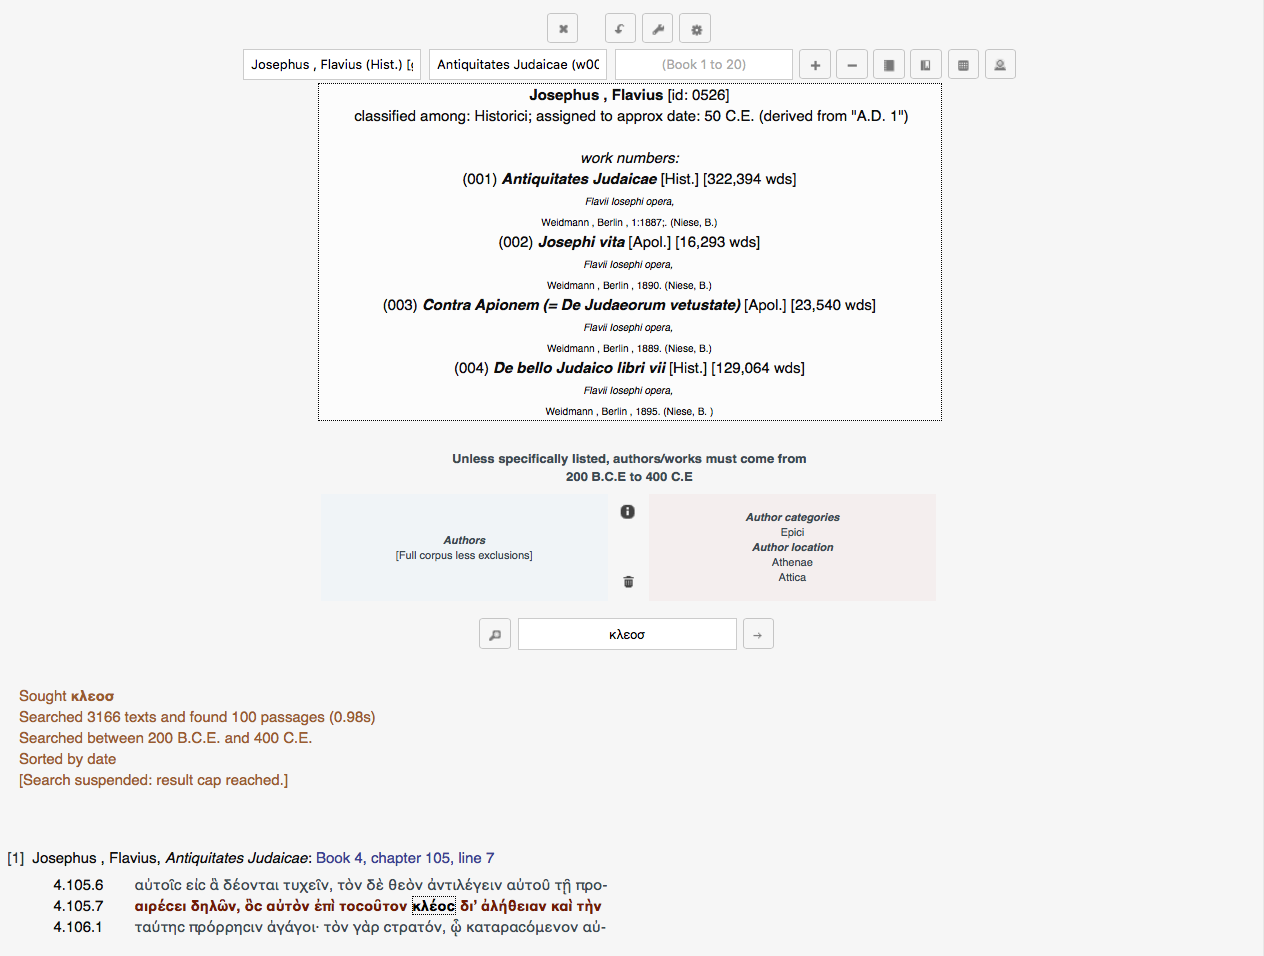 Josephus , Flavius (Hist.) [g
Antiquitates Judaicae (w00
(Book 1 to 20)
Josephus , Flavius [id: 0526]
classified among: Historici; assigned to approx date: 50 C.E. (derived from "A.D. 1")
work numbers:
(001) Antiquitates Judaicae [Hist.] [322,394 wds]
Flavii Iosephi opera,
Weidmann , Berlin , 1:1887;. (Niese, B.)
(002) Josephi vita [Apol.] [16,293 wds]
Flavii Iosephi opera,
Weidmann , Berlin , 1890. (Niese, B.)
(003) Contra Apionem (= De Judaeorum vetustate) [Apol.] [23,540 wds]
Flavii Iosephi opera,
Weidmann , Berlin , 1889. (Niese, B.)
(004) De bello Judaico libri vii [Hist.] [129,064 wds]
Flavii Iosephi opera,
Weidmann , Berlin , 1895. (Niese, B. )
Unless specifically listed, authors/works must come from
200 B.C.E to 400 C.E
Authors
[Full corpus less exclusions]
Author categories
Epici
Author location
Athenae
Attica
κλεοσ
Sought κλεοσ
Searched 3166 texts and found 100 passages (0.98s)
Searched between 200 B.C.E. and 400 C.E.
Sorted by date
[Search suspended: result cap reached.]
[1] Josephus , Flavius, Antiquitates Judaicae: Book 4, chapter 105, line 7
4.105.6 αὐτοῖϲ εἰϲ ἃ δέονται τυχεῖν, τὸν δὲ θεὸν ἀντιλέγειν αὐτοῦ τῇ προ-
4.105.7 αιρέϲει δηλῶν, ὃϲ αὐτὸν ἐπὶ τοϲοῦτον κλέοϲ δι’ ἀλήθειαν καὶ τὴν
4.106.1 ταύτηϲ πρόρρηϲιν ἀγάγοι· τὸν γὰρ ϲτρατόν, ᾧ καταραϲόμενον αὐ-